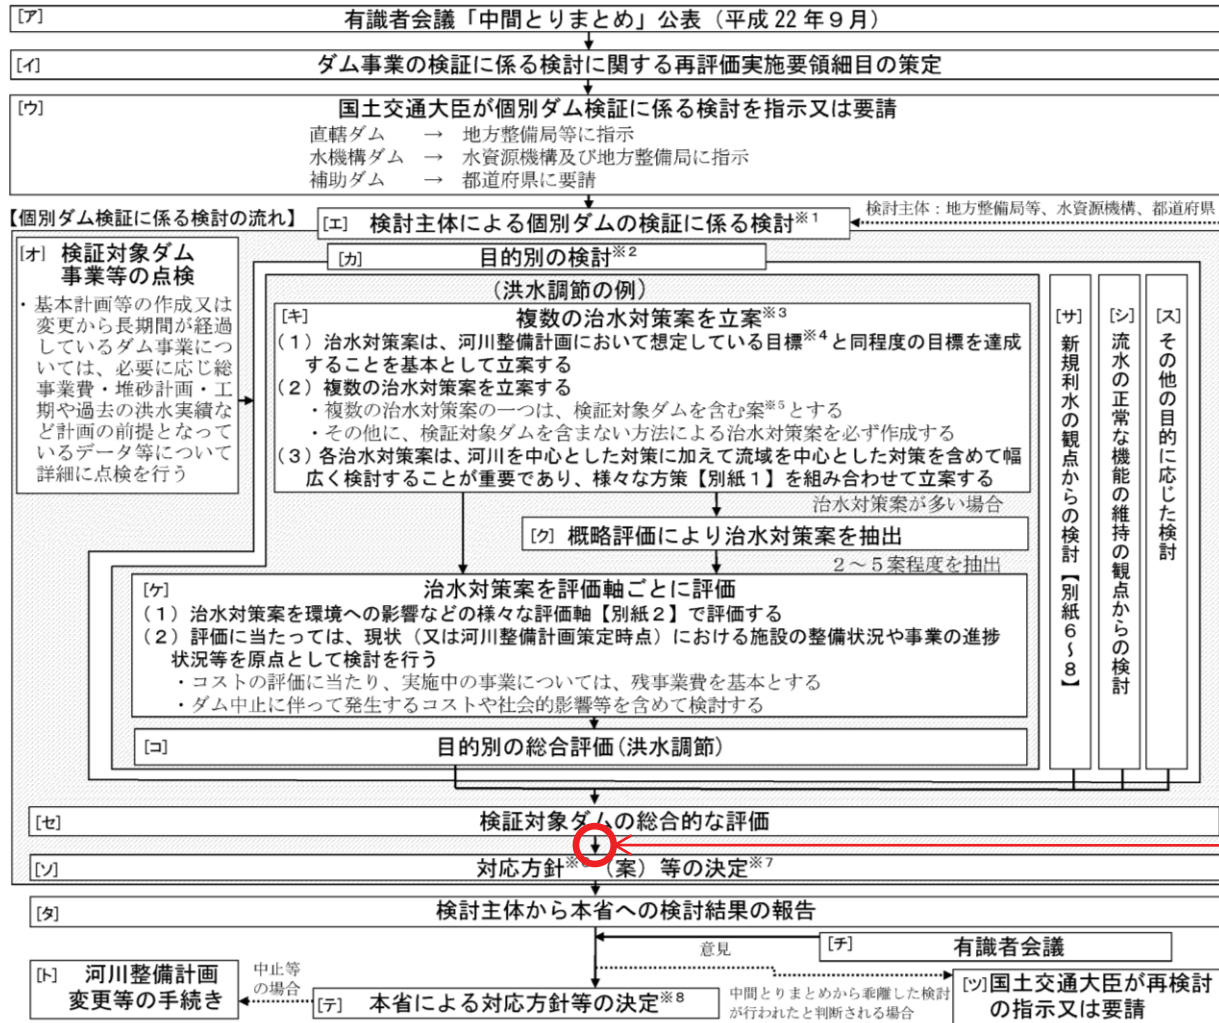 [ア] 有識者会議「中間とりまとめ」公表（平成22年９月）
[イ] ダム事業の検証に係る検討に関する再評価実施要領細目の策定
[ウ] 国土交通大臣が個別ダム検証に係る検討を指示又は要請
直轄ダム → 地方整備局等に指示
水機構ダム → 水資源機構及び地方整備局に指示
補助ダム → 都道府県に要請
【個別ダム検証に係る検討の流れ】
[エ] 検討主体による個別ダムの検証に係る検討※1
検討主体：地方整備局等、水資源機構、都道府県
[オ] 検証対象ダム
事業等の点検
・基本計画等の作成又は
変更から長期間が経過
しているダム事業につ
いては、必要に応じ総
事業費・堆砂計画・工
期や過去の洪水実績な
ど計画の前提となって
いるデータ等について
詳細に点検を行う
[カ] 目的別の検討※2
（洪水調節の例）
[キ] 複数の治水対策案を立案※3
（１）治水対策案は、河川整備計画において想定している目標※4と同程度の目標を達成
することを基本として立案する
（２）複数の治水対策案を立案する
・複数の治水対策案の一つは、検証対象ダムを含む案※5とする
・その他に、検証対象ダムを含まない方法による治水対策案を必ず作成する
（３）各治水対策案は、河川を中心とした対策に加えて流域を中心とした対策を含めて幅
広く検討することが重要であり、様々な方策【別紙１】を組み合わせて立案する
治水対策案が多い場合
[ク] 概略評価により治水対策案を抽出
２～５案程度を抽出
[ケ] 治水対策案を評価軸ごとに評価
（１）治水対策案を環境への影響などの様々な評価軸【別紙２】で評価する
（２）評価に当たっては、現状（又は河川整備計画策定時点）における施設の整備状況や事業の進捗
状況等を原点として検討を行う
・コストの評価に当たり、実施中の事業については、残事業費を基本とする
・ダム中止に伴って発生するコストや社会的影響等を含めて検討する
[コ] 目的別の総合評価（洪水調節）
[サ] 新規利水の観点からの検討【別紙６～８】
[シ] 流水の正常な機能の維持の観点からの検討
[ス] その他の目的に応じた検討
[セ] 検証対象ダムの総合的な評価
[ソ] 対応方針※（案）等の決定※7
[タ] 検討主体から本省への検討結果の報告
[チ] 有識者会議
意見
[ト] 河川整備計画
変更等の手続き
中止等
の場合
[テ] 本省による対応方針等の決定※8
中間とりまとめから乖離した検討
が行われたと判断される場合
[ツ] 国土交通大臣が再検討
の指示又は要請